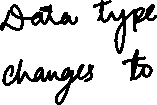 Data type
changes to